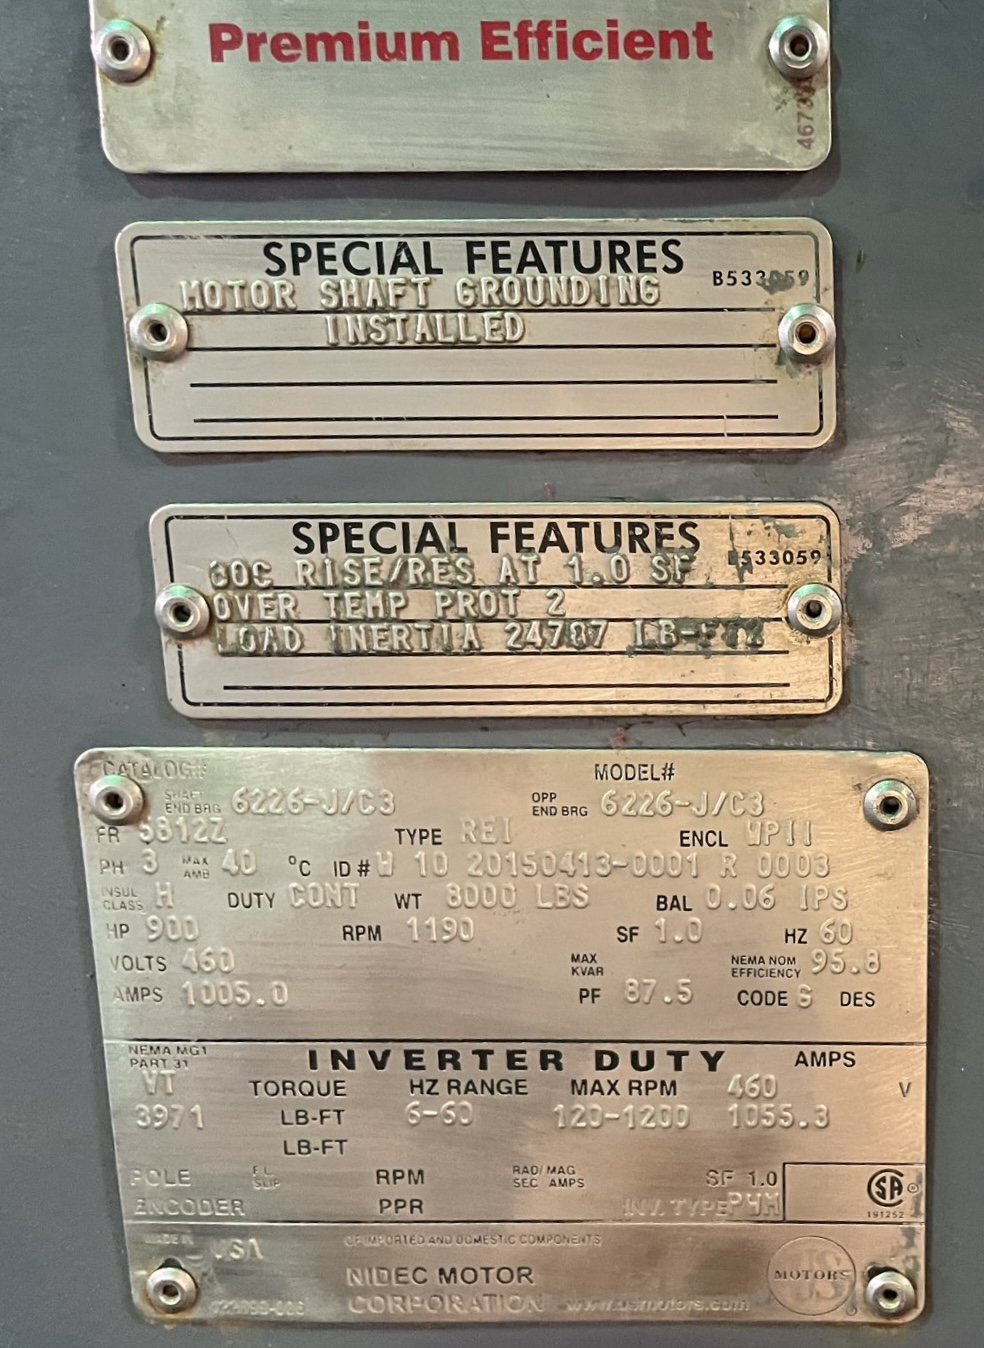 Premium Efficient
SPECIAL FEATURES
MOTOR SHAFT GROUNDING B533059
INSTALLED
SPECIAL FEATURES
80C RISE/RES AT 1.0 SF B533059
OVER TEMP PROT 2
LOAD INERTIA 24787 LB-FT2
CATALOG# MODEL#
SHAFT END BRG 6226-J/C3 OPP END BRG 6226-J/C3
FR 5812Z TYPE REI ENCL WPII
PH 3 MAX AMB 40 °C ID# W 10 20150413-0001 R 0003
INSUL CLASS H DUTY CONT WT 8000 LBS BAL 0.06 IPS
HP 900 RPM 1190 SF 1.0 HZ 60
VOLTS 460 MAX KVAR NEMA NOM EFFICIENCY 95.8
AMPS 1005.0 PF 87.5 CODE G DES
NEMA MG1 PART 31 INVERTER DUTY AMPS
VT TORQUE HZ RANGE MAX RPM 460 V
3971 LB-FT 6-60 120-1200 1055.3
LB-FT
POLE F.L. SLIP RPM RAD/SEC MAG AMPS SF 1.0
ENCODER PPR INV. TYPE PWM
SA ® 191252
MADE IN USA OF IMPORTED AND DOMESTIC COMPONENTS
NIDEC MOTOR
CORPORATION www.usmotors.com
US MOTORS ®